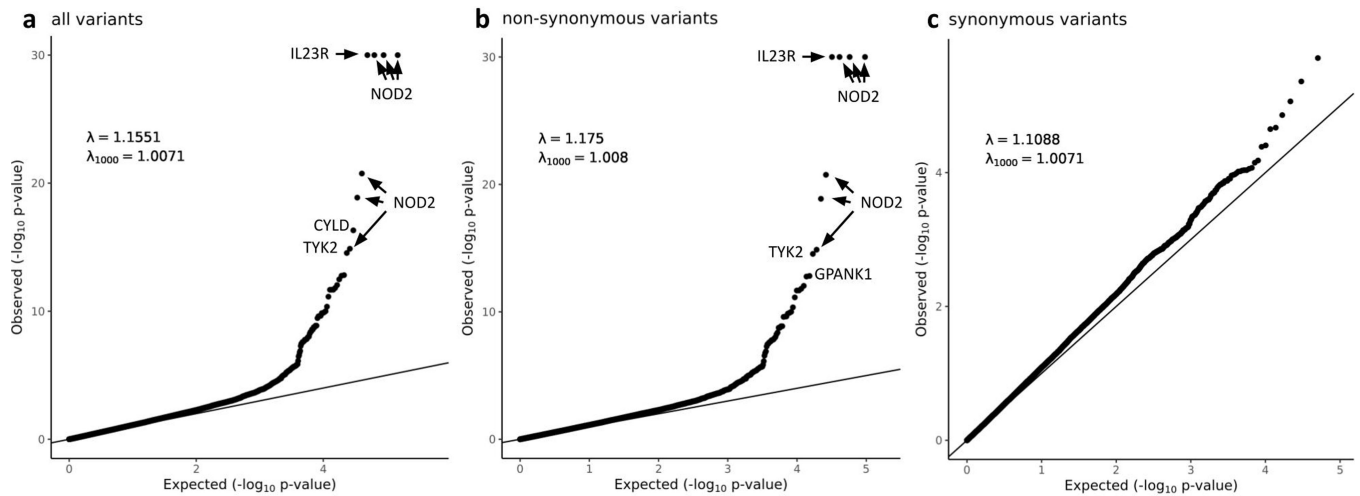 a all variants
30
20
10
0
IL23R
NOD2
λ = 1.1551
λ1000 = 1.0071
NOD2
CYLD
TYK2
Observed (-log10 p-value)
0 2 4
Expected (-log10 p-value)
b non-synonymous variants
30
20
10
0
IL23R
NOD2
λ = 1.175
λ1000 = 1.008
NOD2
TYK2
GPANK1
Observed (-log10 p-value)
0 1 2 3 4 5
Expected (-log10 p-value)
c synonymous variants
4
2
0
λ = 1.1088
λ1000 = 1.0071
Observed (-log10 p-value)
0 1 2 3 4 5
Expected (-log10 p-value)